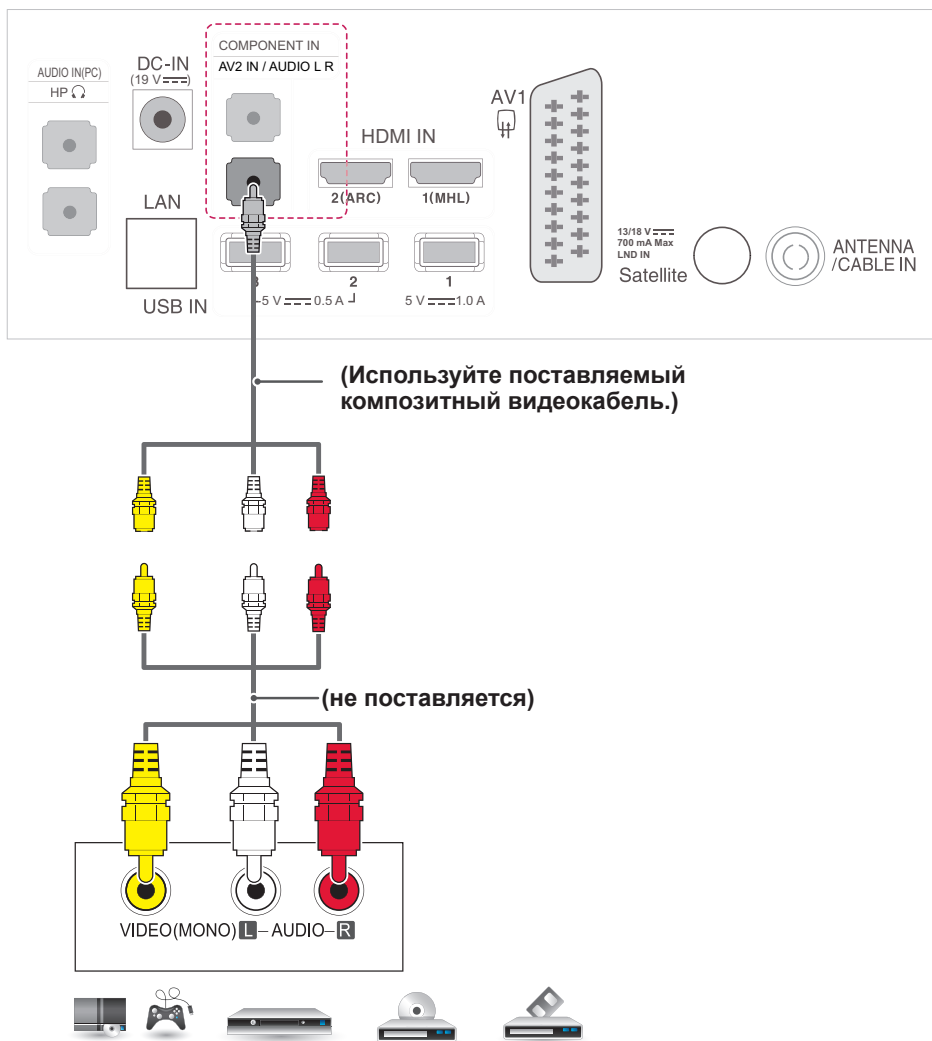 COMPONENT IN
AV2 IN / AUDIO L R
AUDIO IN(PC)
HP
DC-IN
(19 V)
AV1
HDMI IN
2(ARC)
1(MHL)
LAN
USB IN
3
2
1
5 V 0.5 A
5 V 1.0 A
13/18 V
700 mA Max
LND IN
Satellite
ANTENNA
/CABLE IN
(Используйте поставляемый
композитный видеокабель.)
(не поставляется)
VIDEO(MONO) L – AUDIO– R